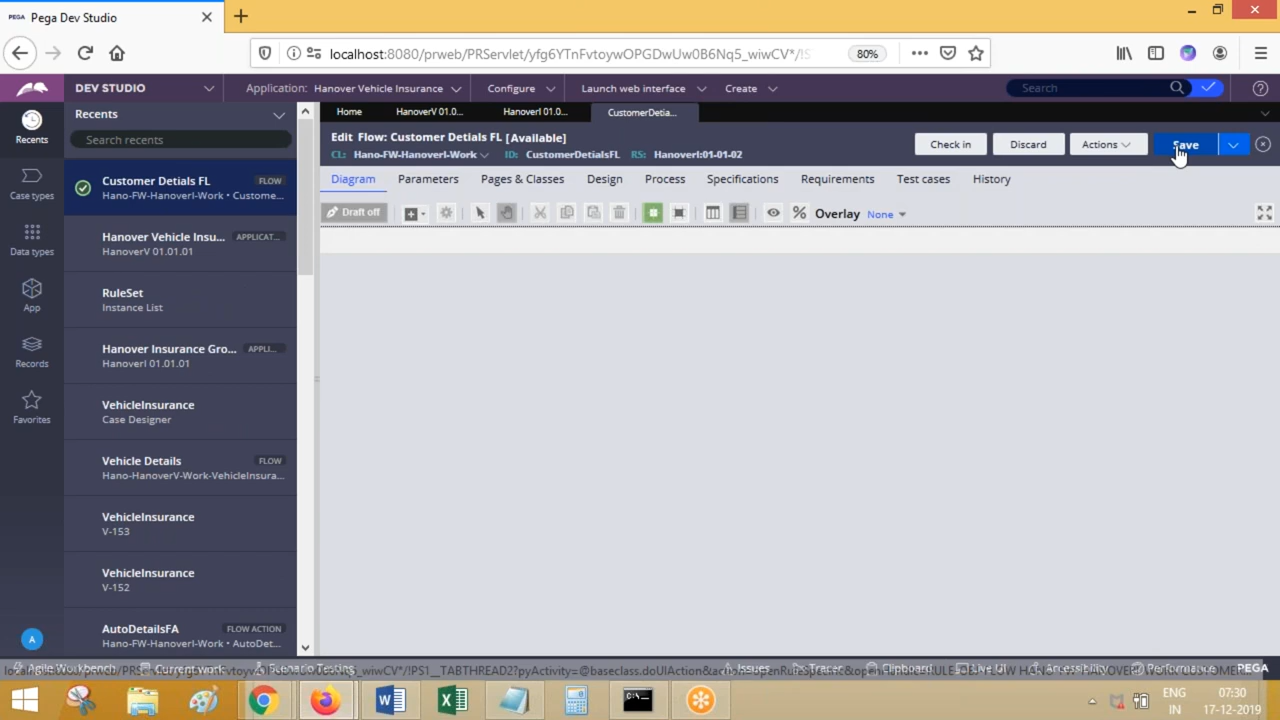 PEGA Pega Dev Studio
localhost:8080/prweb/PRServlet/yfg6YTnFvtoywOPGDwUw0B6Nq5_wiwCV*/!S
80%
DEV STUDIO
Application: Hanover Vehicle Insurance
Configure
Launch web interface
Create
Search
Recents
Recents
Search recents
Case types
Data types
App
Records
Favorites
A
Customer Detials FL FLOW
Hano-FW-HanoverI-Work • Custome...
Hanover Vehicle Insu... APPLICAT...
HanoverV 01.01.01
RuleSet
Instance List
Hanover Insurance Gro... APPLI...
HanoverI 01.01.01
VehicleInsurance
Case Designer
Vehicle Details FLOW
Hano-HanoverV-Work-VehicleInsura...
VehicleInsurance
V-153
VehicleInsurance
V-152
AutoDetailsFA FLOW ACTION
Hano-FW-HanoverI-Work • AutoDet...
Home HanoverV 01.0... HanoverI 01.0... CustomerDetia...
Edit Flow: Customer Detials FL [Available]
CL: Hano-FW-HanoverI-Work ID: CustomerDetialsFL RS: HanoverI:01-01-02
Check in Discard Actions Save
Diagram Parameters Pages & Classes Design Process Specifications Requirements Test cases History
Draft off Overlay None
Agile Workbench Current work Scenario Testing Issues Tracer Clipboard Live UI Accessibility Performance PEGA
ENG 07:30
IN 17-12-2019